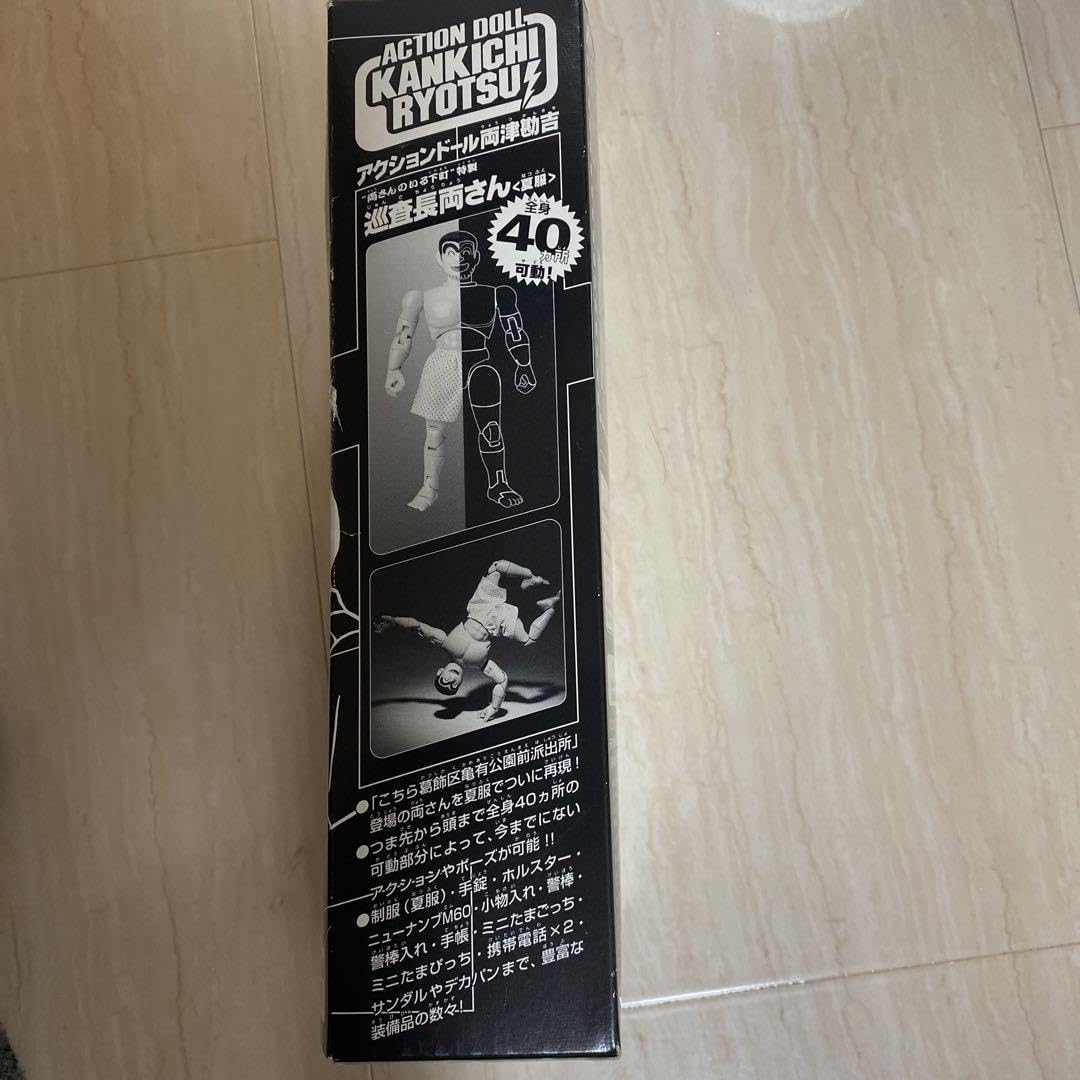 ACTION DOLL
KANKICHI
RYOTSU
アクションドール両津勘吉
"両さんのいる下町"特製
巡査長両さん<夏服>
全身
40ヵ所
可動!
●「こちら葛飾区亀有公園前派出所」
登場の両さんを夏服でついに再現!
●つま先から頭まで全身40ヵ所の
可動部分によって、今までにない
アクションやポーズが可能!!
●制服(夏服)・手錠・ホルスター・
ニューナンブM60・小物入れ・警棒・
警棒入れ・手帳・ミニたまごっち・
ミニたまぴっち・携帯電話×2・
サンダルやデカパンまで、豊富な
装備品の数々!